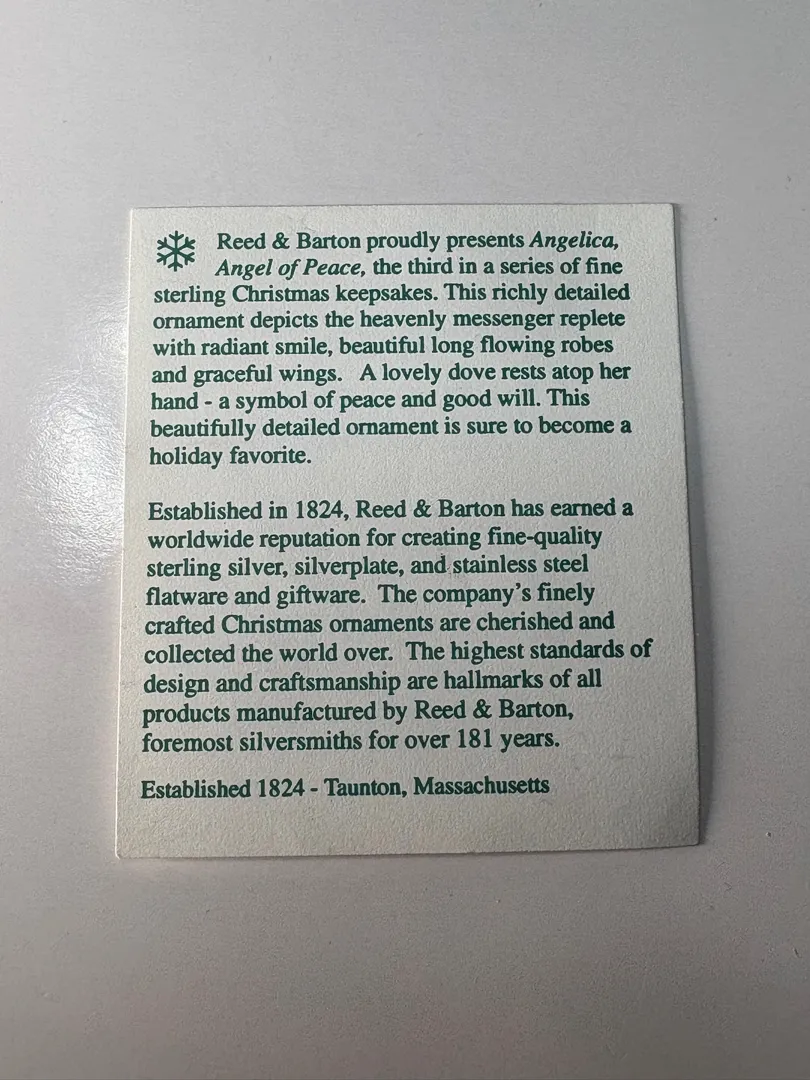 Reed & Barton proudly presents Angelica,
Angel of Peace, the third in a series of fine
sterling Christmas keepsakes. This richly detailed
ornament depicts the heavenly messenger replete
with radiant smile, beautiful long flowing robes
and graceful wings. A lovely dove rests atop her
hand - a symbol of peace and good will. This
beautifully detailed ornament is sure to become a
holiday favorite.
Established in 1824, Reed & Barton has earned a
worldwide reputation for creating fine-quality
sterling silver, silverplate, and stainless steel
flatware and giftware. The company's finely
crafted Christmas ornaments are cherished and
collected the world over. The highest standards of
design and craftsmanship are hallmarks of all
products manufactured by Reed & Barton,
foremost silversmiths for over 181 years.
Established 1824 - Taunton, Massachusetts